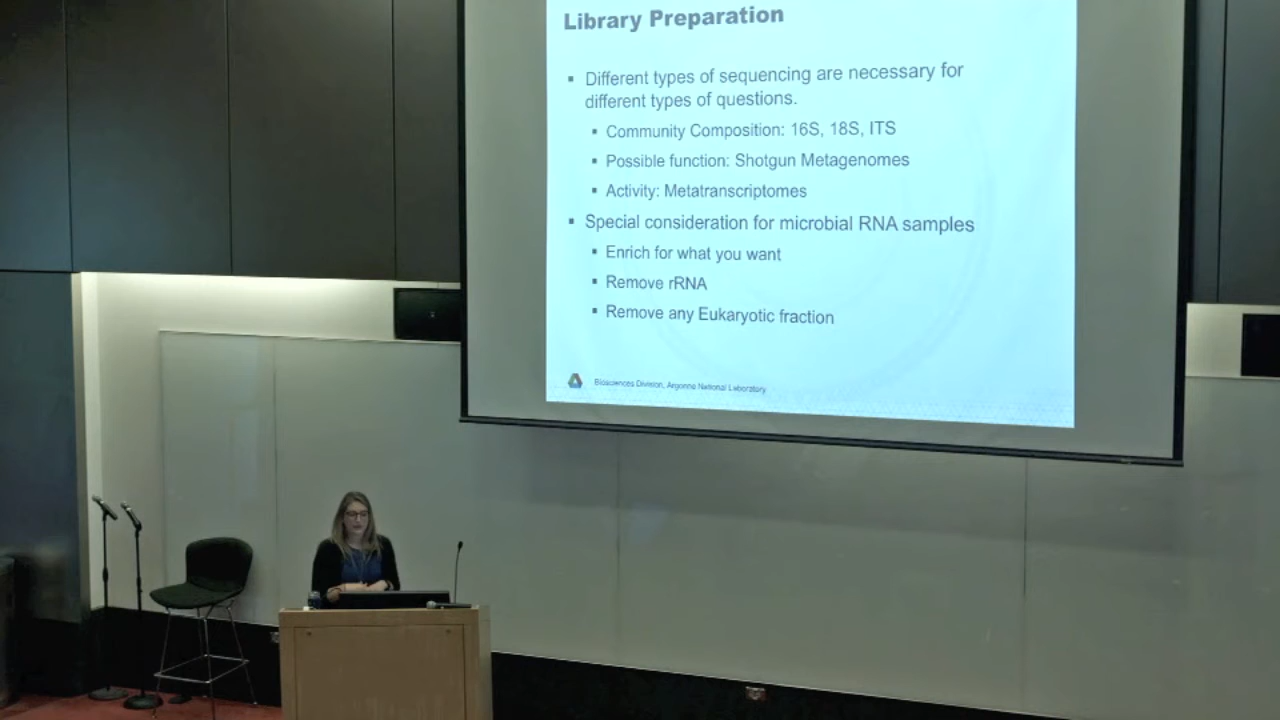 Library Preparation
▪ Different types of sequencing are necessary for
different types of questions.
▪ Community Composition: 16S, 18S, ITS
▪ Possible function: Shotgun Metagenomes
▪ Activity: Metatranscriptomes
▪ Special consideration for microbial RNA samples
▪ Enrich for what you want
▪ Remove rRNA
▪ Remove any Eukaryotic fraction
Biosciences Division, Argonne National Laboratory